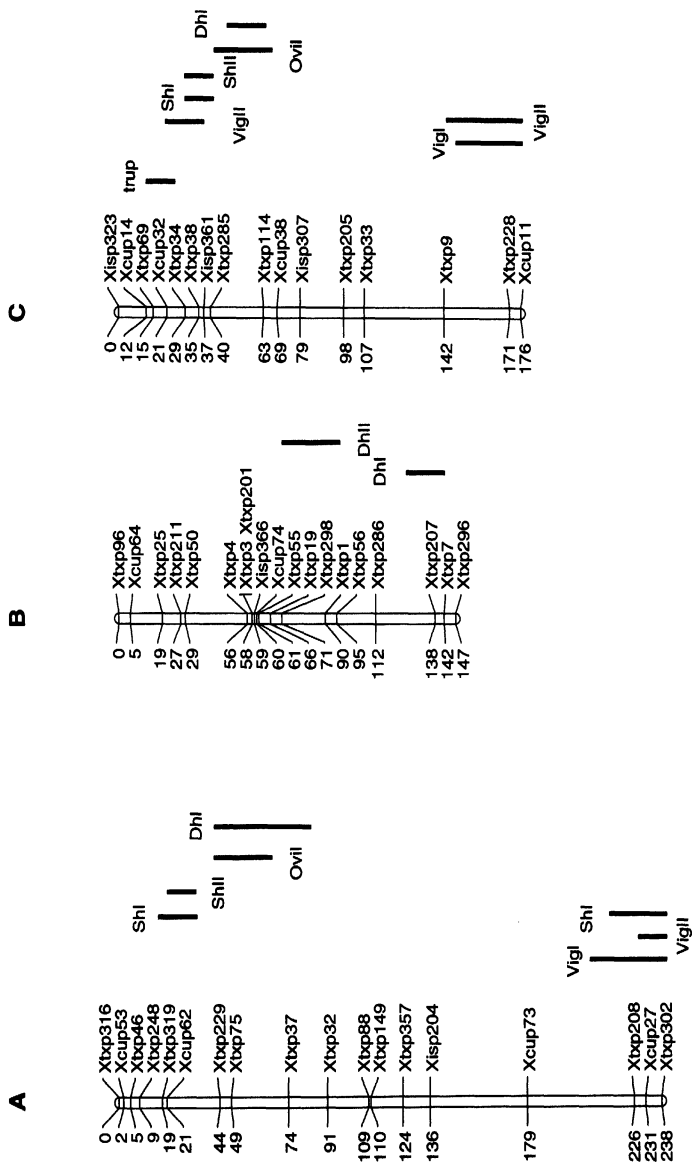 A
0 Xtxp316
2 Xcup53
5 Xtxp46
9 Xtxp248
19 Xtxp319
21 Xcup62
44 Xtxp229
49 Xtxp75
74 Xtxp37
91 Xtxp32
109 Xtxp88
110 Xtxp149
124 Xtxp357
136 Xisp204
179 Xcup73
226 Xtxp208
231 Xcup27
238 Xtxp302
ShI
ShII
DhI
OviI
VigI
ShI
VigII
B
0 Xtxp96
5 Xcup64
19 Xtxp25
27 Xtxp211
29 Xtxp50
56 Xtxp4
58 Xtxp3 Xtxp201
59 Xisp366
60 Xcup74
61 Xtxp55
66 Xtxp19
71 Xtxp298
90 Xtxp1
95 Xtxp56
112 Xtxp286
138 Xtxp207
142 Xtxp7
147 Xtxp296
DhII
DhI
C
0 Xisp323
12 Xcup14
15 Xtxp69
21 Xcup32
29 Xtxp34
35 Xtxp38
37 Xisp361
40 Xtxp285
63 Xtxp114
69 Xcup38
79 Xisp307
98 Xtxp205
107 Xtxp33
142 Xtxp9
171 Xtxp228
176 Xcup11
trup
ShI
VigII
ShII
DhI
OviI
VigI
VigII